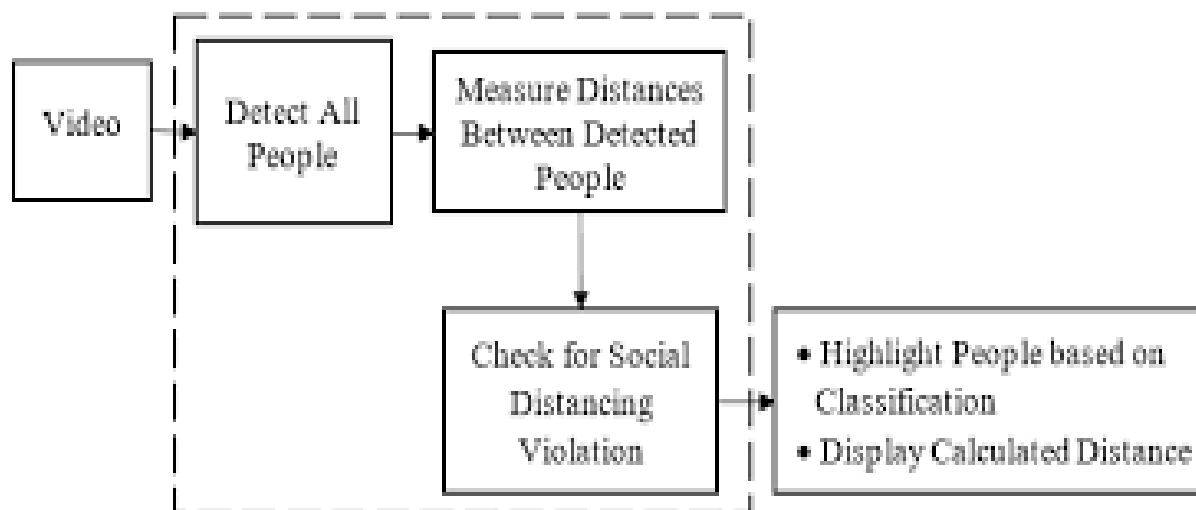 Video
Detect All
People
Measure Distances
Between Detected
People
Check for Social
Distancing
Violation
• Highlight People based on
Classification
• Display Calculated Distance